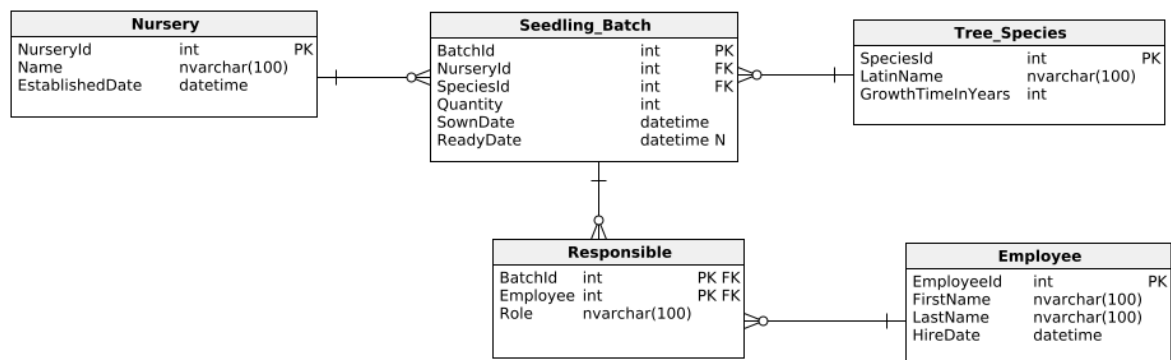 Nursery
NurseryId int PK
Name nvarchar(100)
EstablishedDate datetime
Seedling_Batch
BatchId int PK
NurseryId int FK
SpeciesId int FK
Quantity int
SownDate datetime
ReadyDate datetime N
Tree_Species
SpeciesId int PK
LatinName nvarchar(100)
GrowthTimeInYears int
Responsible
BatchId int PK FK
Employee int PK FK
Role nvarchar(100)
Employee
EmployeeId int PK
FirstName nvarchar(100)
LastName nvarchar(100)
HireDate datetime